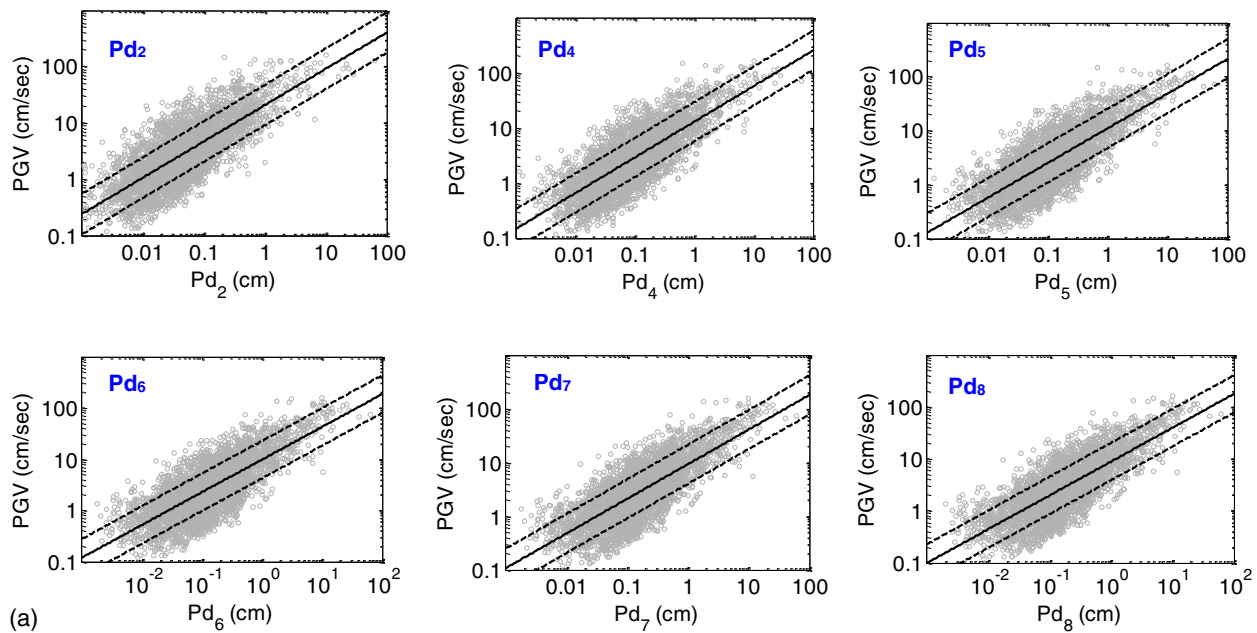 Pd2
PGV (cm/sec)
100
10
1
0.1
0.01 0.1 1 10 100
Pd2 (cm)
Pd4
PGV (cm/sec)
100
10
1
0.1
0.01 0.1 1 10 100
Pd4 (cm)
Pd5
PGV (cm/sec)
100
10
1
0.1
0.01 0.1 1 10 100
Pd5 (cm)
Pd6
PGV (cm/sec)
100
10
1
0.1
10-2 10-1 100 101 102
Pd6 (cm)
Pd7
PGV (cm/sec)
100
10
1
0.1
0.01 0.1 1 10 100
Pd7 (cm)
Pd8
PGV (cm/sec)
100
10
1
0.1
10-2 10-1 100 101 102
Pd8 (cm)
(a)